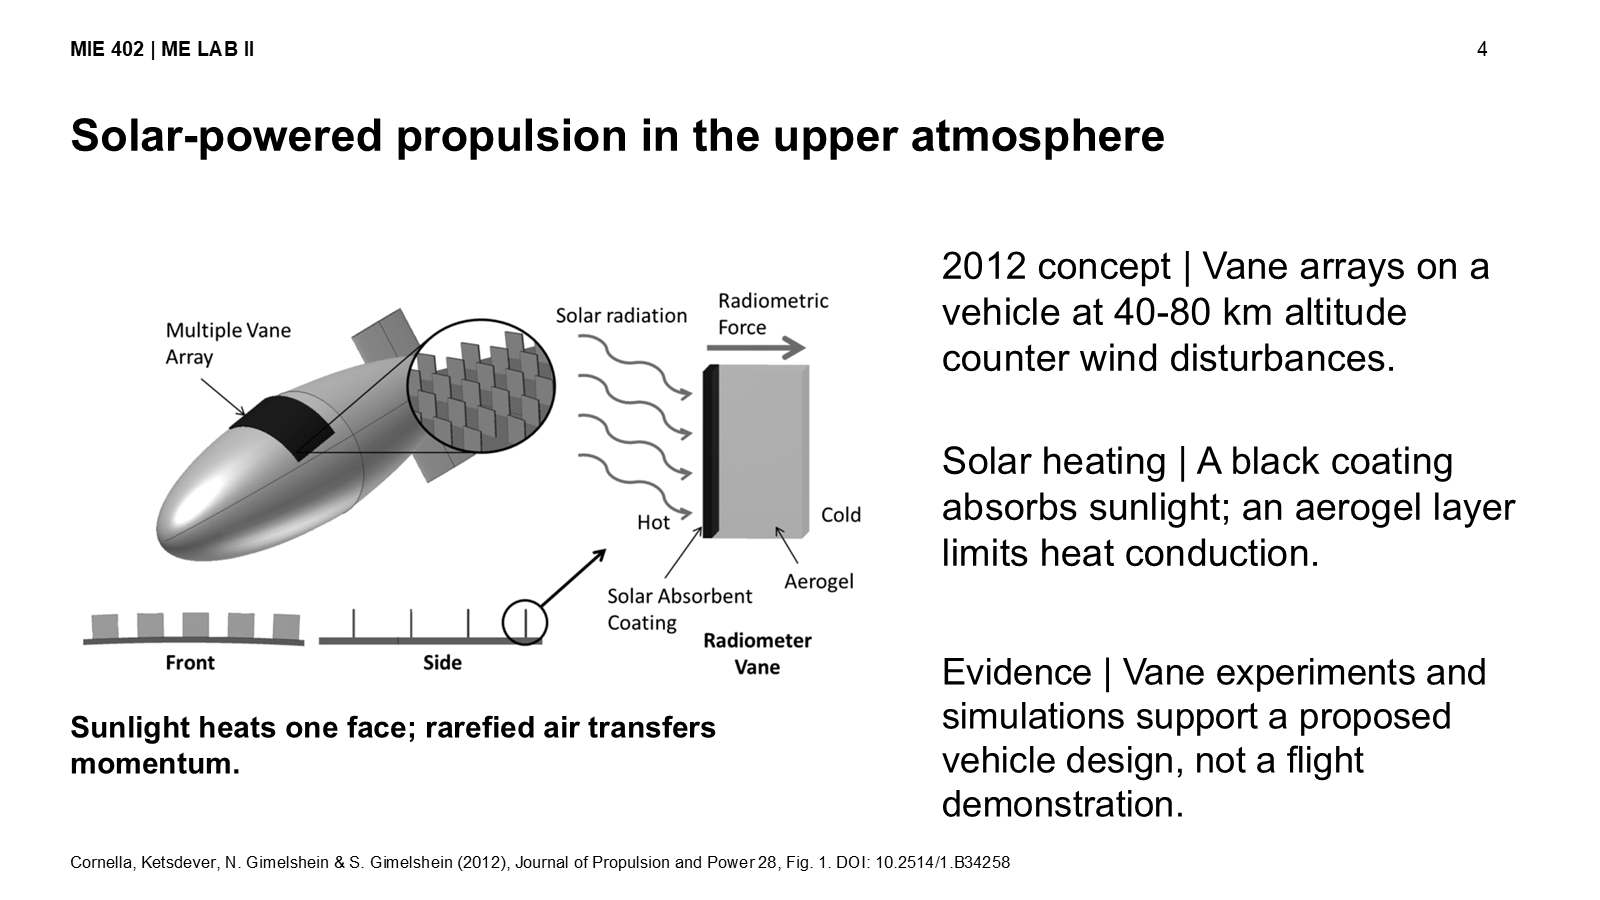 MIE 402 | ME LAB II
4
Solar-powered propulsion in the upper atmosphere
Multiple Vane
Array
Solar radiation
Radiometric
Force
Hot
Cold
Solar Absorbent
Coating
Aerogel
Radiometer
Vane
Front
Side
Sunlight heats one face; rarefied air transfers
momentum.
2012 concept | Vane arrays on a
vehicle at 40-80 km altitude
counter wind disturbances.
Solar heating | A black coating
absorbs sunlight; an aerogel layer
limits heat conduction.
Evidence | Vane experiments and
simulations support a proposed
vehicle design, not a flight
demonstration.
Cornella, Ketsdever, N. Gimelshein & S. Gimelshein (2012), Journal of Propulsion and Power 28, Fig. 1. DOI: 10.2514/1.B34258